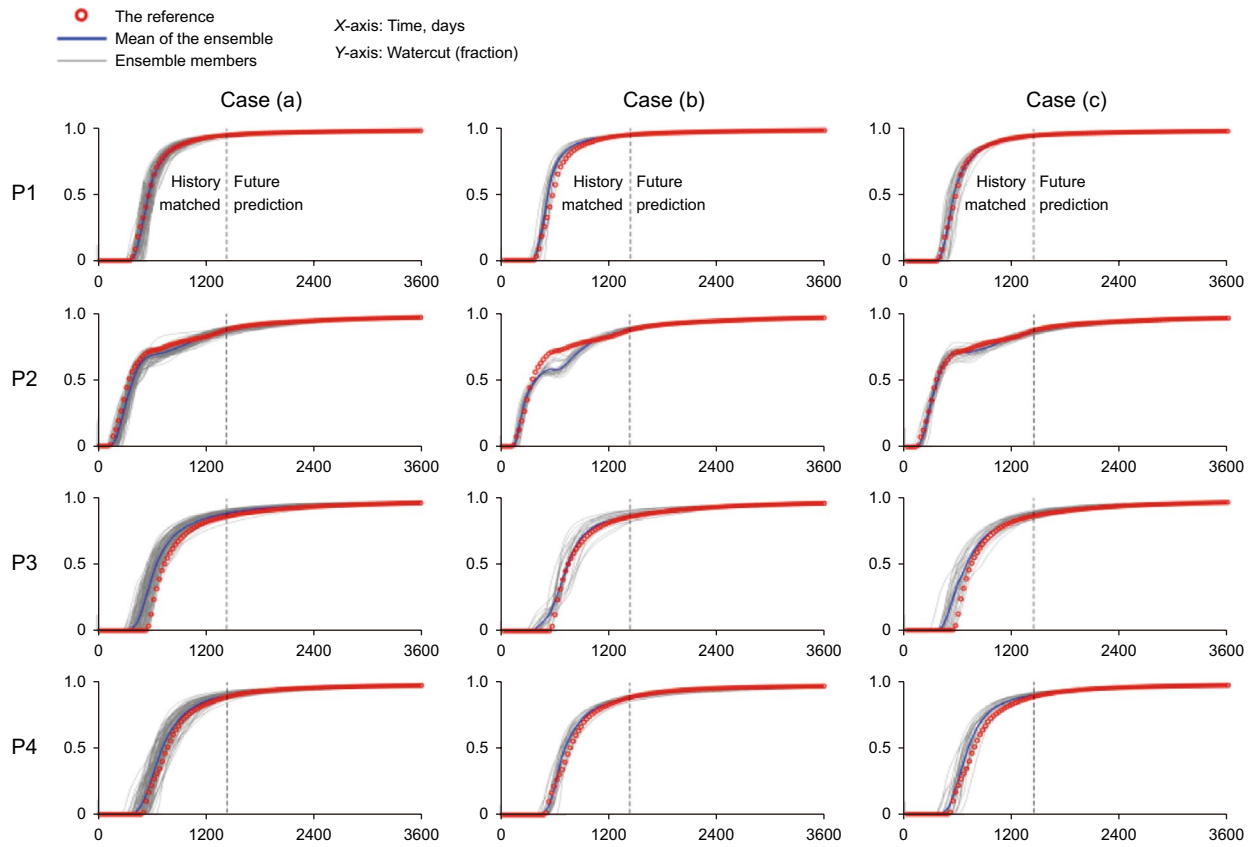 The reference
Mean of the ensemble
Ensemble members
X-axis: Time, days
Y-axis: Watercut (fraction)
Case (a)
Case (b)
Case (c)
P1
1.0
0.5
0
History matched
Future prediction
0 1200 2400 3600
1.0
0.5
0
History matched
Future prediction
0 1200 2400 3600
1.0
0.5
0
History matched
Future prediction
0 1200 2400 3600
P2
1.0
0.5
0
0 1200 2400 3600
1.0
0.5
0
0 1200 2400 3600
1.0
0.5
0
0 1200 2400 3600
P3
1.0
0.5
0
0 1200 2400 3600
1.0
0.5
0
0 1200 2400 3600
1.0
0.5
0
0 1200 2400 3600
P4
1.0
0.5
0
0 1200 2400 3600
1.0
0.5
0
0 1200 2400 3600
1.0
0.5
0
0 1200 2400 3600